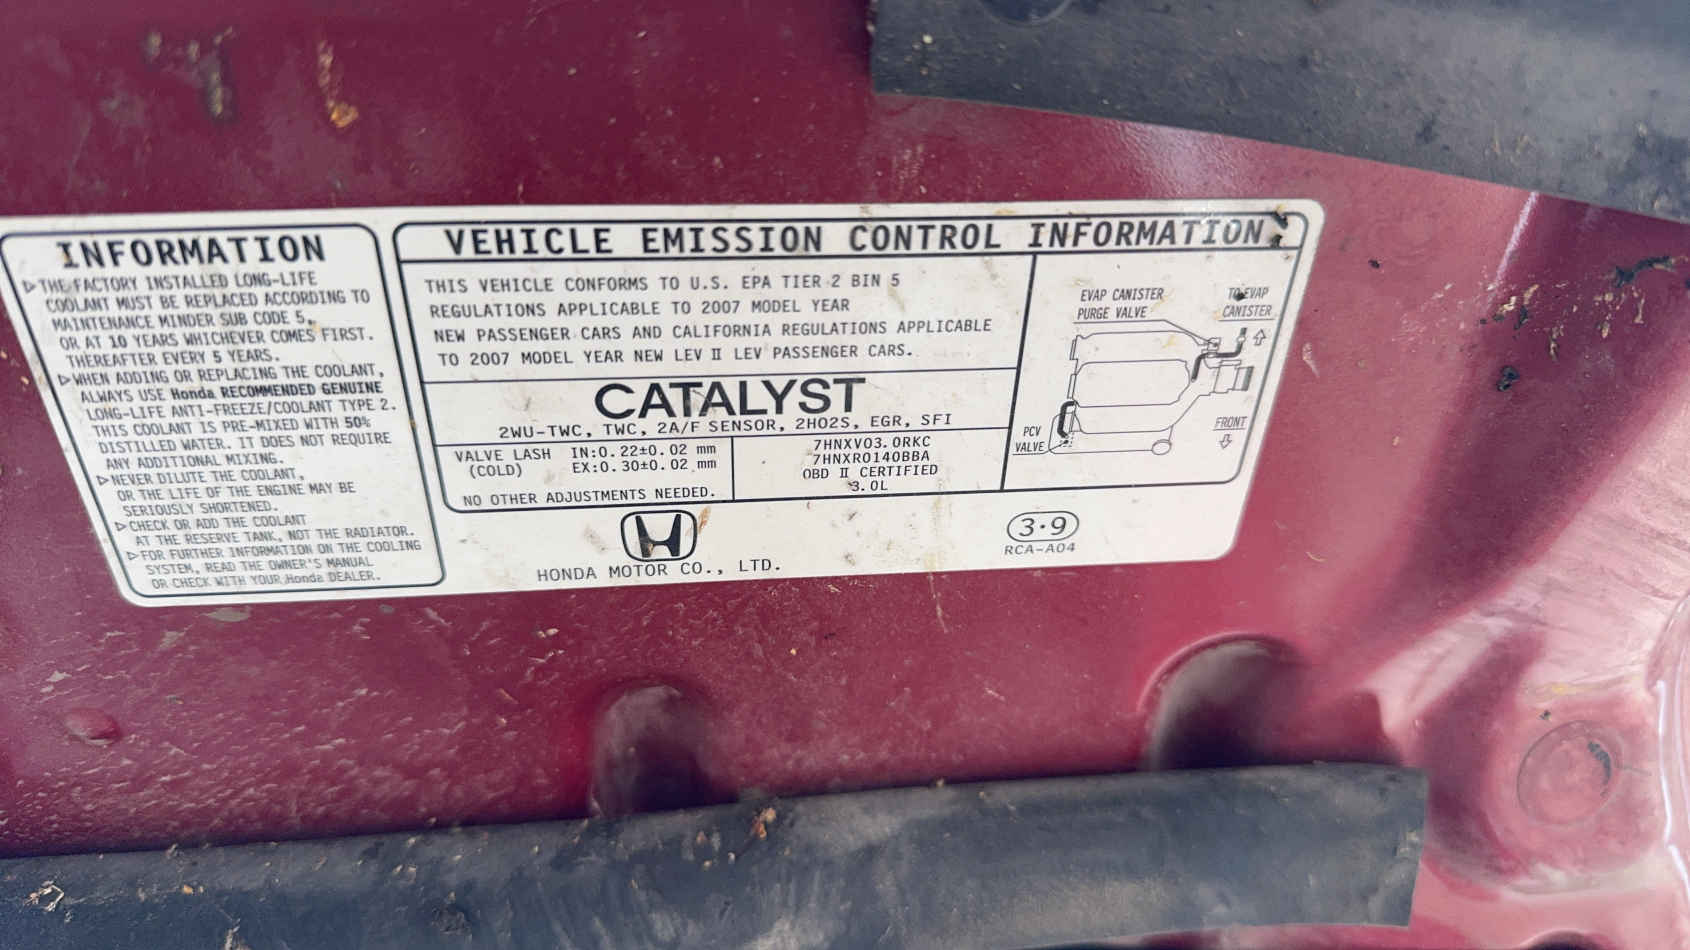 INFORMATION
▷THE FACTORY INSTALLED LONG-LIFE
COOLANT MUST BE REPLACED ACCORDING TO
MAINTENANCE MINDER SUB CODE 5,
OR AT 10 YEARS WHICHEVER COMES FIRST.
THEREAFTER EVERY 5 YEARS.
▷WHEN ADDING OR REPLACING THE COOLANT,
ALWAYS USE Honda RECOMMENDED GENUINE
LONG-LIFE ANTI-FREEZE/COOLANT TYPE 2.
THIS COOLANT IS PRE-MIXED WITH 50%
DISTILLED WATER. IT DOES NOT REQUIRE
ANY ADDITIONAL MIXING.
▷NEVER DILUTE THE COOLANT,
OR THE LIFE OF THE ENGINE MAY BE
SERIOUSLY SHORTENED.
▷CHECK OR ADD THE COOLANT
AT THE RESERVE TANK, NOT THE RADIATOR.
▷FOR FURTHER INFORMATION ON THE COOLING
SYSTEM, READ THE OWNER'S MANUAL
OR CHECK WITH YOUR Honda DEALER.
VEHICLE EMISSION CONTROL INFORMATION
THIS VEHICLE CONFORMS TO U.S. EPA TIER 2 BIN 5
REGULATIONS APPLICABLE TO 2007 MODEL YEAR
NEW PASSENGER CARS AND CALIFORNIA REGULATIONS APPLICABLE
TO 2007 MODEL YEAR NEW LEV II LEV PASSENGER CARS.
CATALYST
2WU-TWC, TWC, 2A/F SENSOR, 2HO2S, EGR, SFI
VALVE LASH IN:0.22±0.02 mm
(COLD) EX:0.30±0.02 mm
NO OTHER ADJUSTMENTS NEEDED.
7HNXV03.0RKC
7HNXR0140BBA
OBD II CERTIFIED
3.0L
EVAP CANISTER
PURGE VALVE
TO EVAP
CANISTER
PCV
VALVE
FRONT
HONDA MOTOR CO., LTD.
3·9
RCA-A04